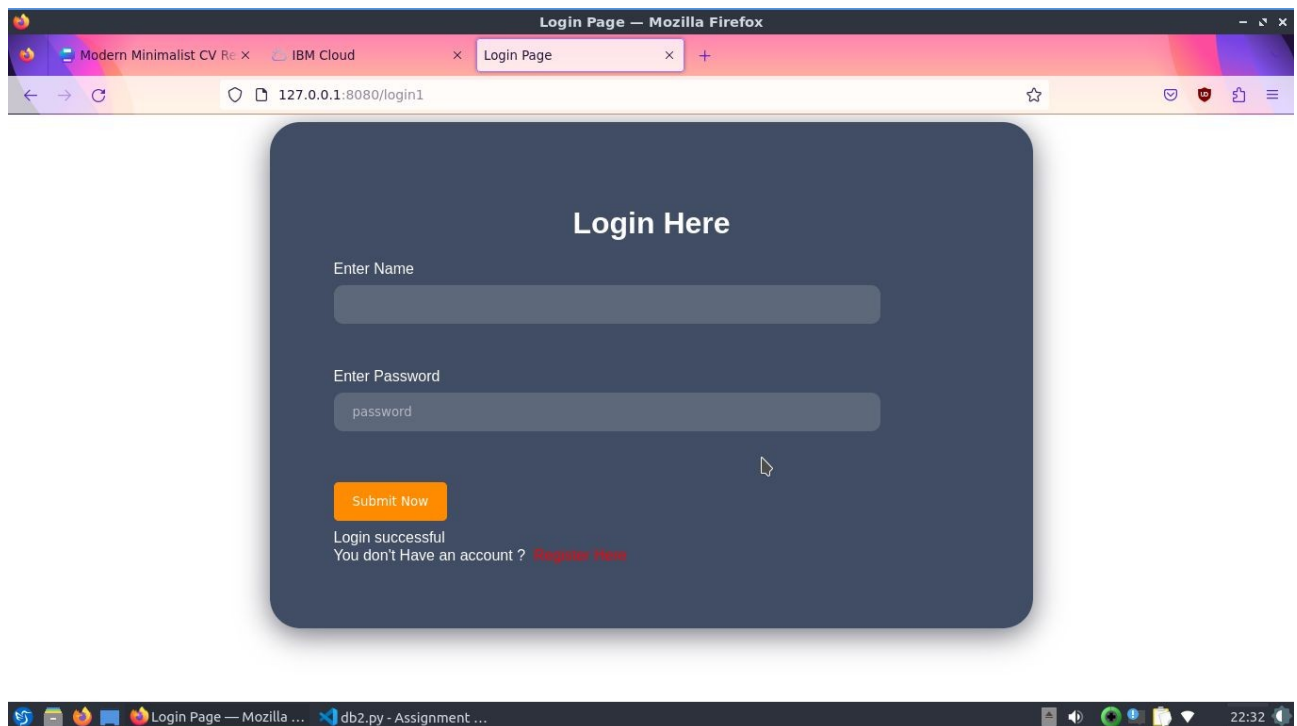 Login Page — Mozilla Firefox
Modern Minimalist CV Re
IBM Cloud
Login Page
127.0.0.1:8080/login1
Login Here
Enter Name
Enter Password
password
Submit Now
Login successful
You don't Have an account ? Register Here
Login Page — Mozilla ...
db2.py - Assignment ...
22:32